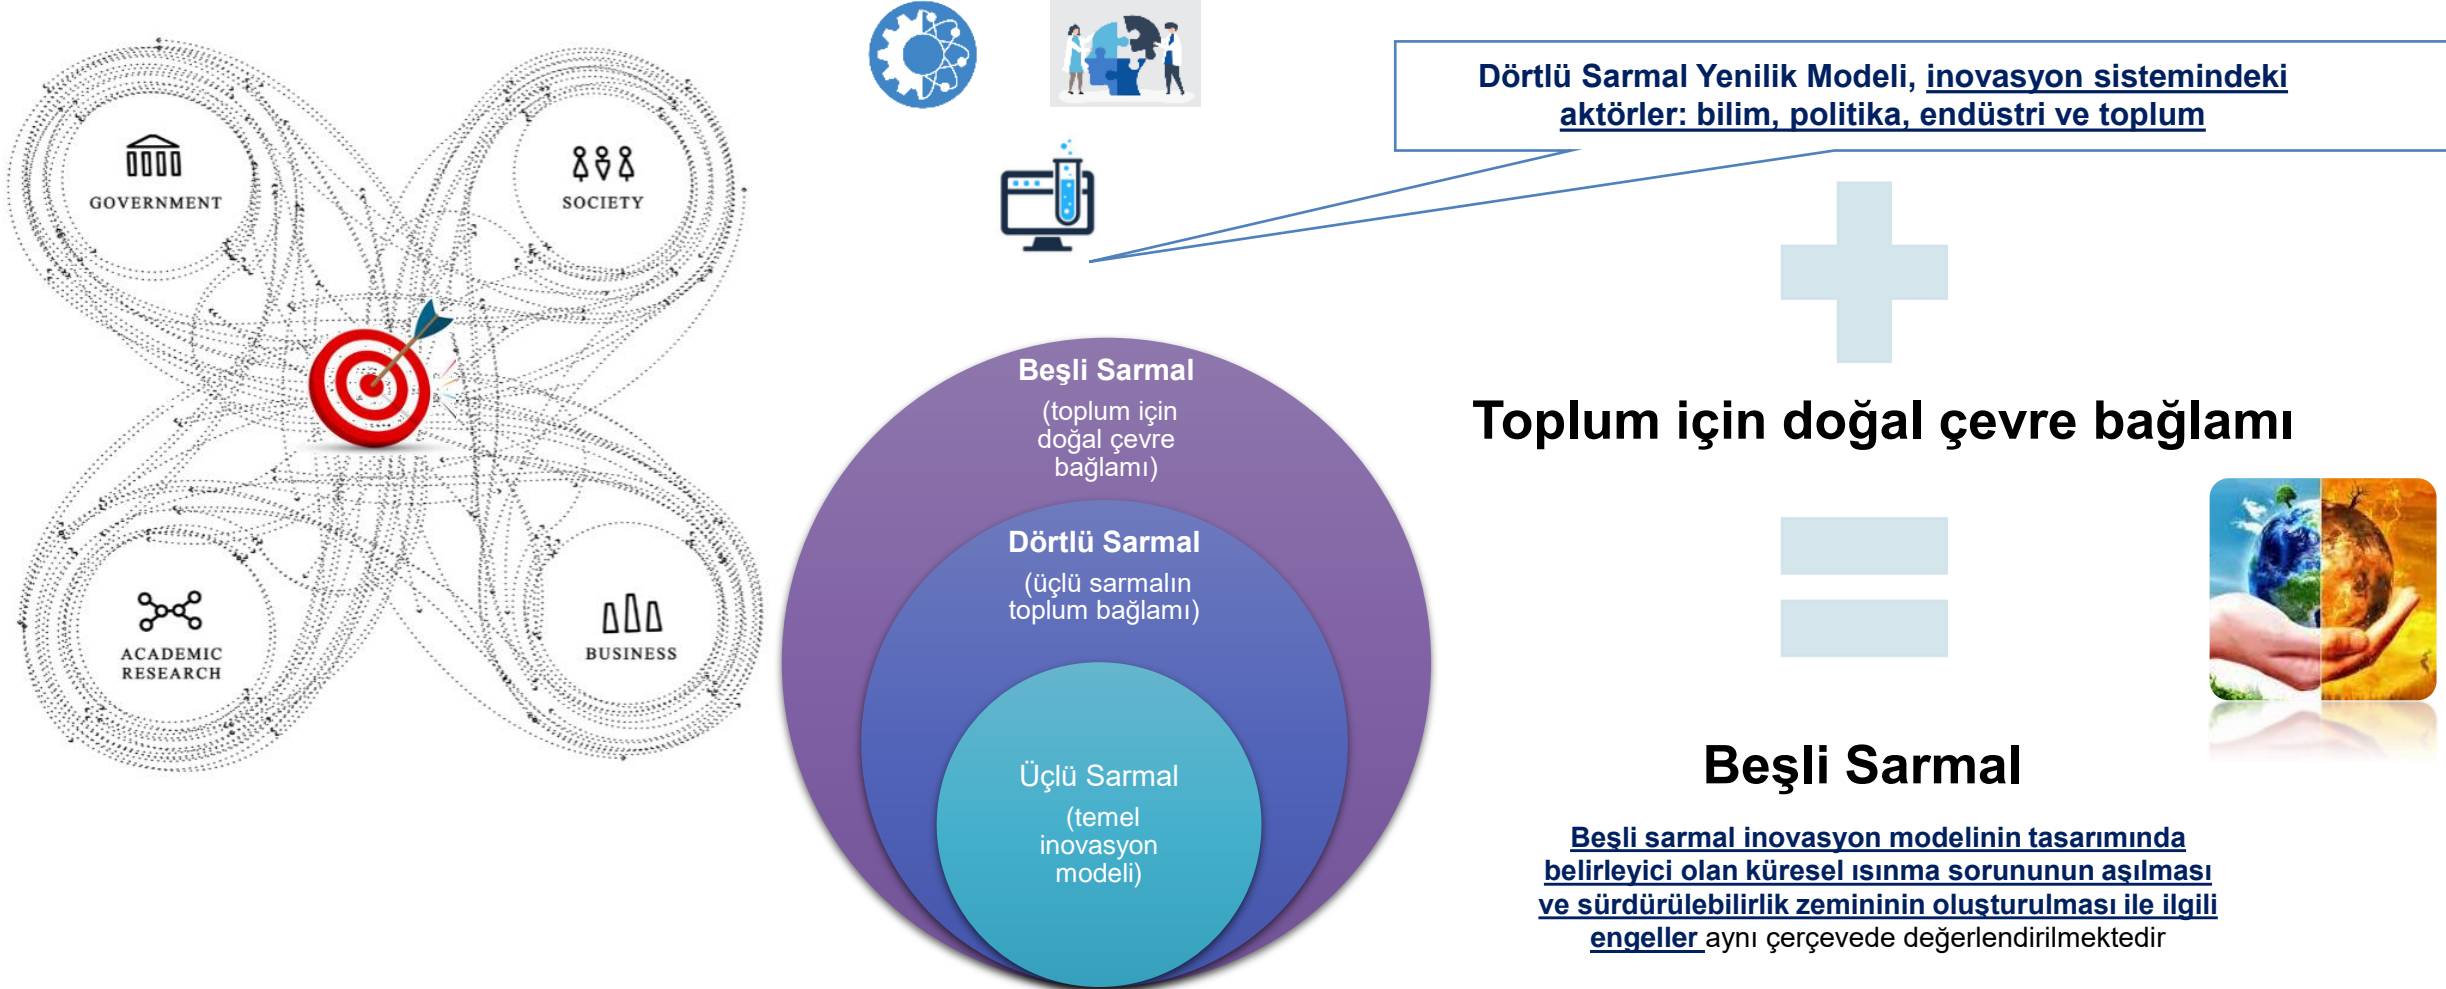 GOVERNMENT
SOCIETY
ACADEMIC
RESEARCH
BUSINESS
Beşli Sarmal
(toplum için
doğal çevre
bağlamı)
Dörtlü Sarmal
(üçlü sarmalın
toplum bağlamı)
Üçlü Sarmal
(temel
inovasyon
modeli)
Dörtlü Sarmal Yenilik Modeli, inovasyon sistemindeki
aktörler: bilim, politika, endüstri ve toplum
Toplum için doğal çevre bağlamı
Beşli Sarmal
Beşli sarmal inovasyon modelinin tasarımında
belirleyici olan küresel ısınma sorununun aşılması
ve sürdürülebilirlik zemininin oluşturulması ile ilgili
engeller aynı çerçevede değerlendirilmektedir